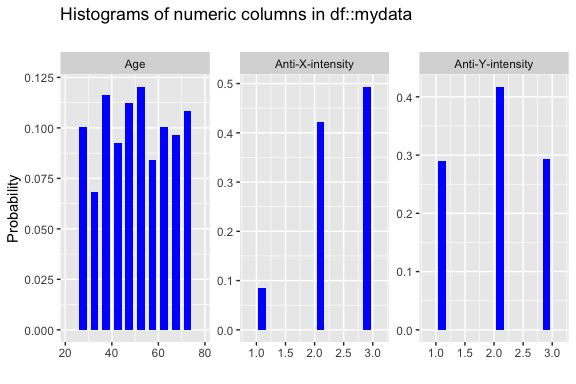 Histograms of numeric columns in df::mydata
Age
Anti-X-intensity
Anti-Y-intensity
Probability
0.125
0.100
0.075
0.050
0.025
0.000
20 40 60 80
0.5
0.4
0.3
0.2
0.1
0.0
1.0 1.5 2.0 2.5 3.0
0.4
0.3
0.2
0.1
0.0
1.0 1.5 2.0 2.5 3.0